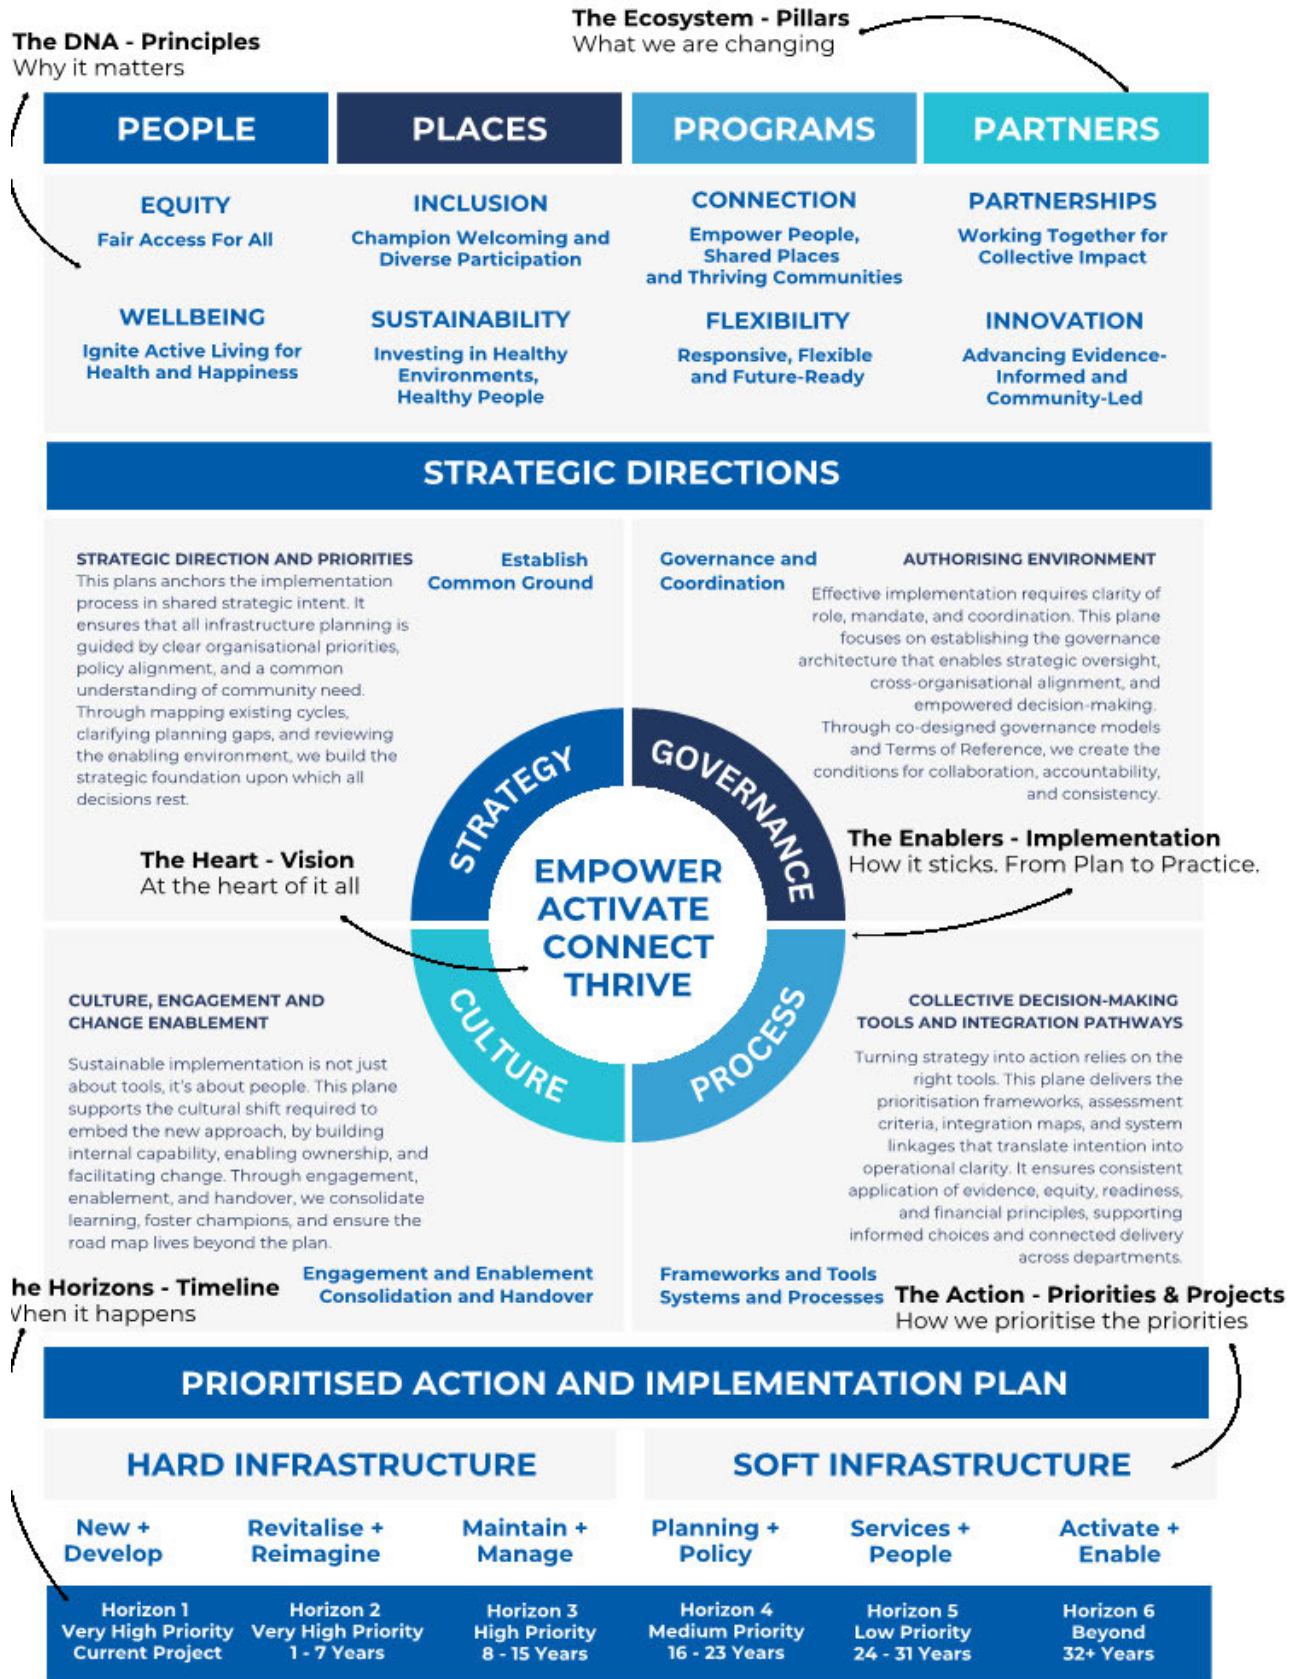 The DNA - Principles
Why it matters
The Ecosystem - Pillars
What we are changing
PEOPLE
PLACES
PROGRAMS
PARTNERS
EQUITY
Fair Access For All
INCLUSION
Champion Welcoming and
Diverse Participation
CONNECTION
Empower People,
Shared Places
and Thriving Communities
PARTNERSHIPS
Working Together for
Collective Impact
WELLBEING
Ignite Active Living for
Health and Happiness
SUSTAINABILITY
Investing in Healthy
Environments,
Healthy People
FLEXIBILITY
Responsive, Flexible
and Future-Ready
INNOVATION
Advancing Evidence-
Informed and
Community-Led
STRATEGIC DIRECTIONS
STRATEGIC DIRECTION AND PRIORITIES
This plans anchors the implementation
process in shared strategic intent. It
ensures that all infrastructure planning is
guided by clear organisational priorities,
policy alignment, and a common
understanding of community need.
Through mapping existing cycles,
clarifying planning gaps, and reviewing
the enabling environment, we build the
strategic foundation upon which all
decisions rest.
Establish
Common Ground
Governance and
Coordination
AUTHORISING ENVIRONMENT
Effective implementation requires clarity of
role, mandate, and coordination. This plane
focuses on establishing the governance
architecture that enables strategic oversight,
cross-organisational alignment, and
empowered decision-making.
Through co-designed governance models
and Terms of Reference, we create the
conditions for collaboration, accountability,
and consistency.
The Heart - Vision
At the heart of it all
STRATEGY
GOVERNANCE
EMPOWER
ACTIVATE
CONNECT
THRIVE
CULTURE
PROCESS
The Enablers - Implementation
How it sticks. From Plan to Practice.
CULTURE, ENGAGEMENT AND
CHANGE ENABLEMENT
Sustainable implementation is not just
about tools, it's about people. This plane
supports the cultural shift required to
embed the new approach, by building
internal capability, enabling ownership, and
facilitating change. Through engagement,
enablement, and handover, we consolidate
learning, foster champions, and ensure the
road map lives beyond the plan.
Engagement and Enablement
Consolidation and Handover
COLLECTIVE DECISION-MAKING
TOOLS AND INTEGRATION PATHWAYS
Turning strategy into action relies on the
right tools. This plane delivers the
prioritisation frameworks, assessment
criteria, integration maps, and system
linkages that translate intention into
operational clarity. It ensures consistent
application of evidence, equity, readiness,
and financial principles, supporting
informed choices and connected delivery
across departments.
Frameworks and Tools
Systems and Processes
he Horizons - Timeline
When it happens
The Action - Priorities & Projects
How we prioritise the priorities
PRIORITISED ACTION AND IMPLEMENTATION PLAN
HARD INFRASTRUCTURE
SOFT INFRASTRUCTURE
New +
Develop
Revitalise +
Reimagine
Maintain +
Manage
Planning +
Policy
Services +
People
Activate +
Enable
Horizon 1
Very High Priority
Current Project
Horizon 2
Very High Priority
1 - 7 Years
Horizon 3
High Priority
8 - 15 Years
Horizon 4
Medium Priority
16 - 23 Years
Horizon 5
Low Priority
24 - 31 Years
Horizon 6
Beyond
32+ Years